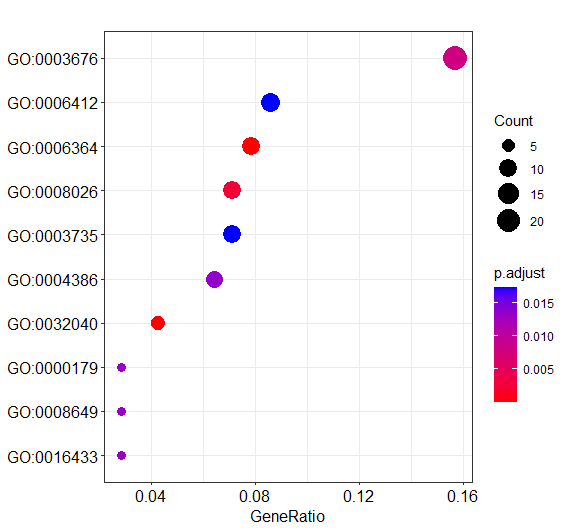 GO:0003676
GO:0006412
GO:0006364
GO:0008026
GO:0003735
GO:0004386
GO:0032040
GO:0000179
GO:0008649
GO:0016433
0.04 0.08 0.12 0.16
GeneRatio
Count
5
10
15
20
p.adjust
0.015
0.010
0.005